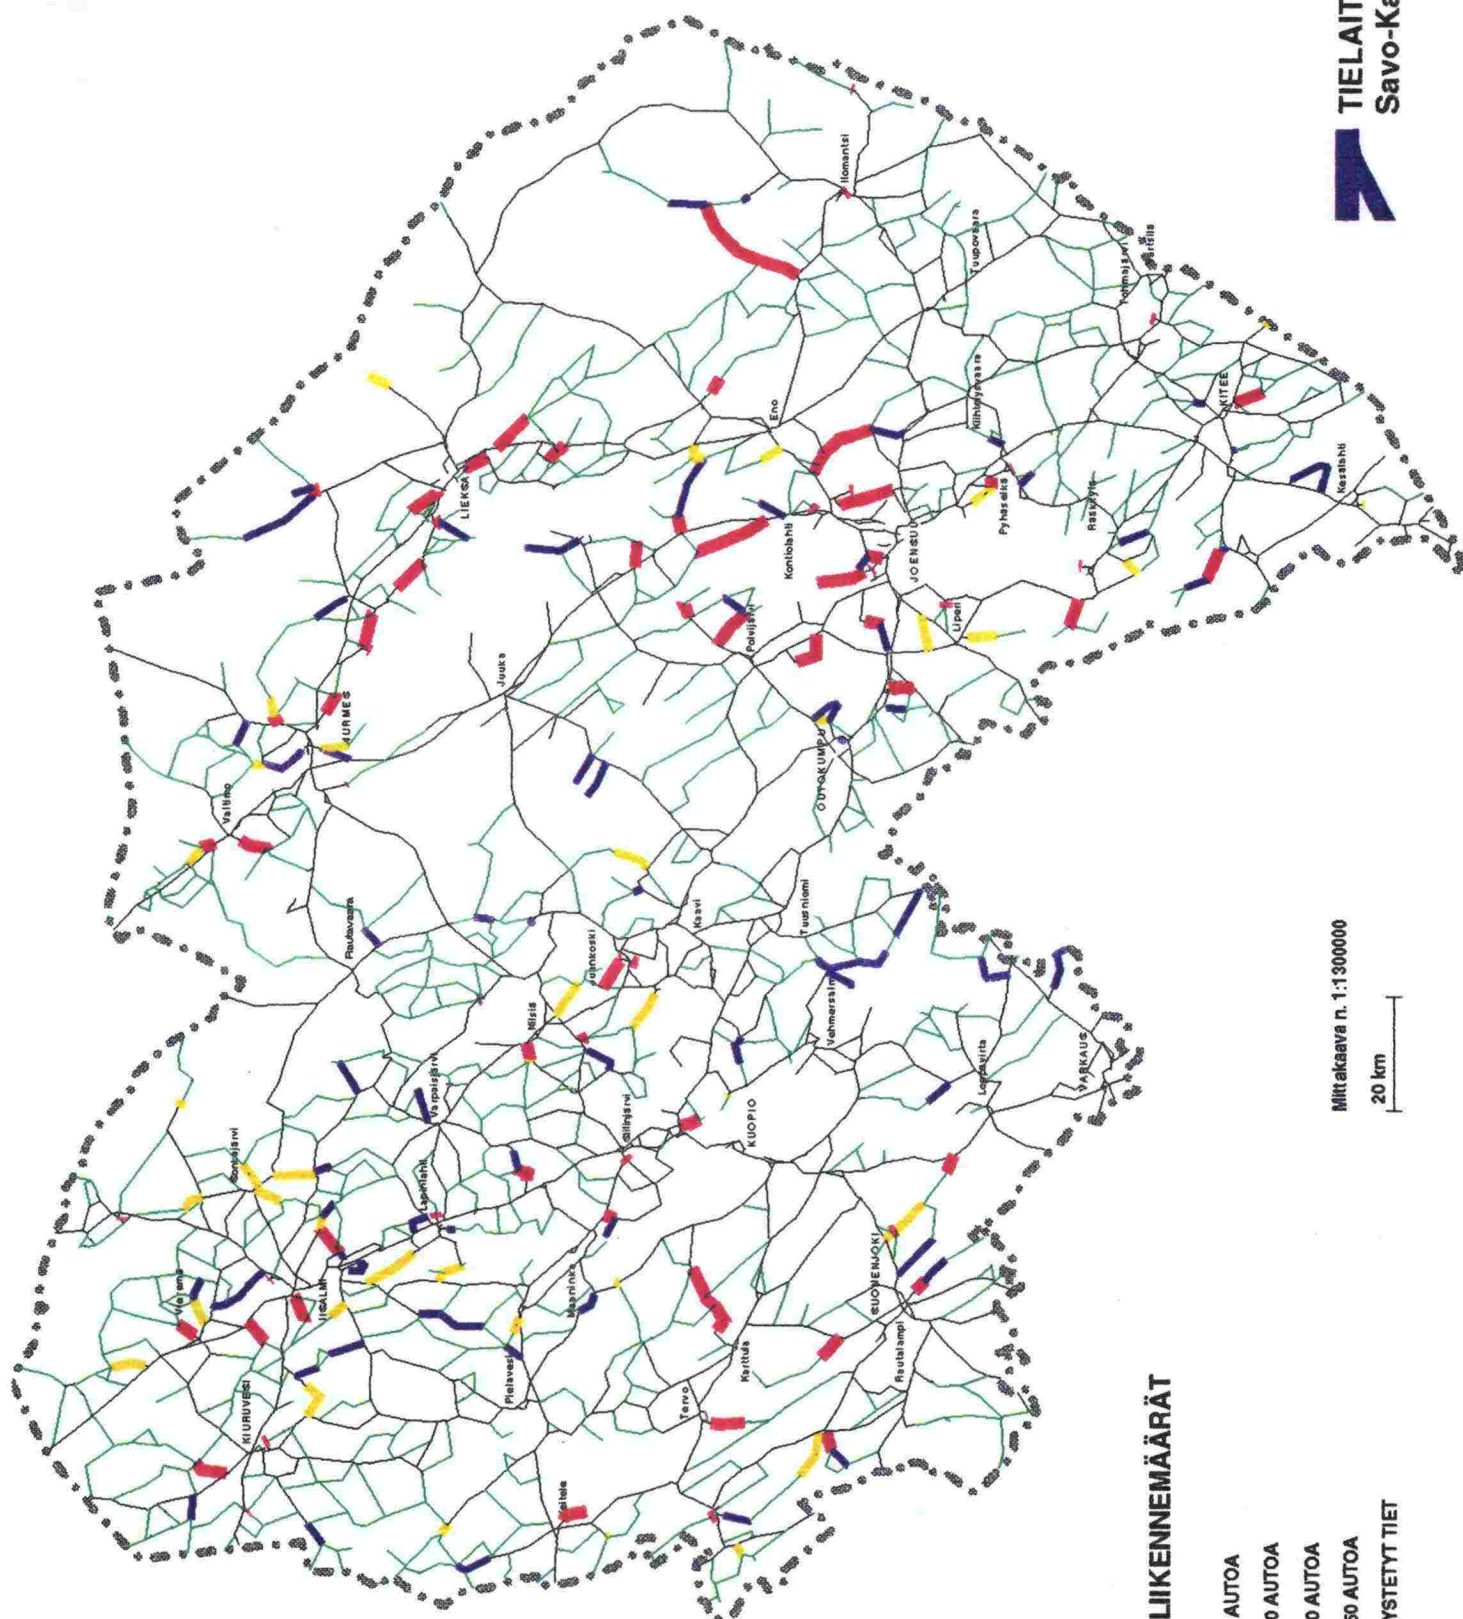 TIELAIT
Savo-Ka
Ilomantsi
Tuupovaara
Tohmajärvi
Värtsilä
KITEE
Kiihtelysvaara
Eno
LIEKSA
Kontiolahti
JOENSUU
Pyhäselkä
Rääkkylä
Kesälahti
Liperi
Polvijärvi
Juuka
NURMES
Valtimo
OUTOKUMPU
Rautavaara
Kaavi
Tuusniemi
Juankoski
Vehmersalmi
Nilsiä
Varpaisjärvi
Siilinjärvi
KUOPIO
Leppävirta
VARKAUS
Sonkajärvi
Lapinlahti
Vieremä
IISALMI
Maaninka
SUONENJOKI
KIURUVESI
Pielavesi
Karttula
Rautalampi
Tervo
Keitele
Mittakaava n. 1:1300000
20 km
LIIKENNEMÄÄRÄT
AUTOA
0 AUTOA
0 AUTOA
50 AUTOA
YSTETYT TIET